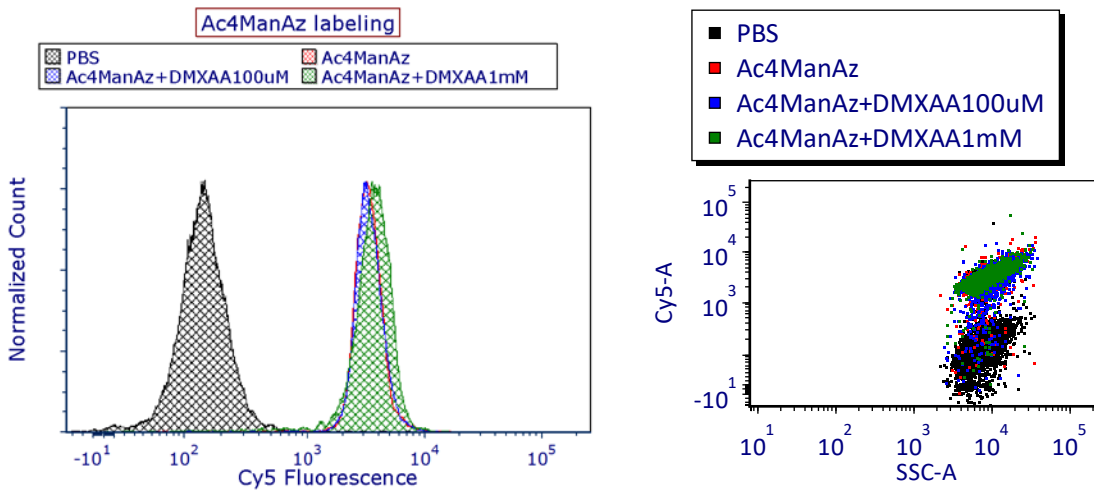 Ac4ManAz labeling
PBS
Ac4ManAz
Ac4ManAz+DMXAA100uM
Ac4ManAz+DMXAA1mM
Normalized Count
-10¹
10²
10³
10⁴
10⁵
Cy5 Fluorescence
PBS
Ac4ManAz
Ac4ManAz+DMXAA100uM
Ac4ManAz+DMXAA1mM
Cy5-A
10⁵
10⁴
10³
10¹
-10¹
10¹
10²
10³
10⁴
10⁵
SSC-A